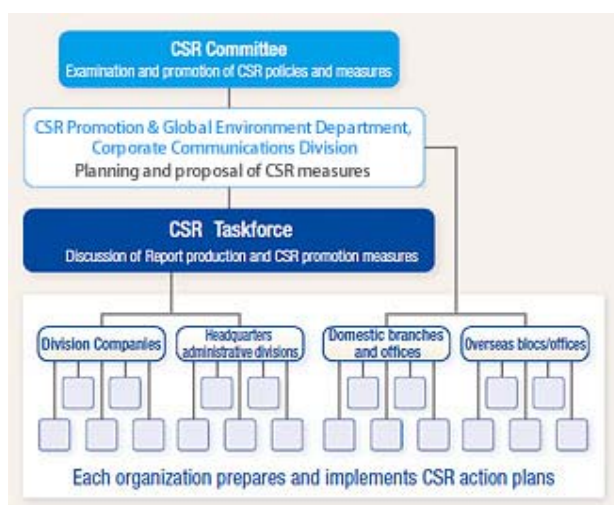 CSR Committee
Examination and promotion of CSR policies and measures
CSR Promotion & Global Environment Department,
Corporate Communications Division
Planning and proposal of CSR measures
CSR Taskforce
Discussion of Report production and CSR promotion measures
Division Companies
Headquarters
administrative divisions
Domestic branches
and offices
Overseas blocs/offices
Each organization prepares and implements CSR action plans